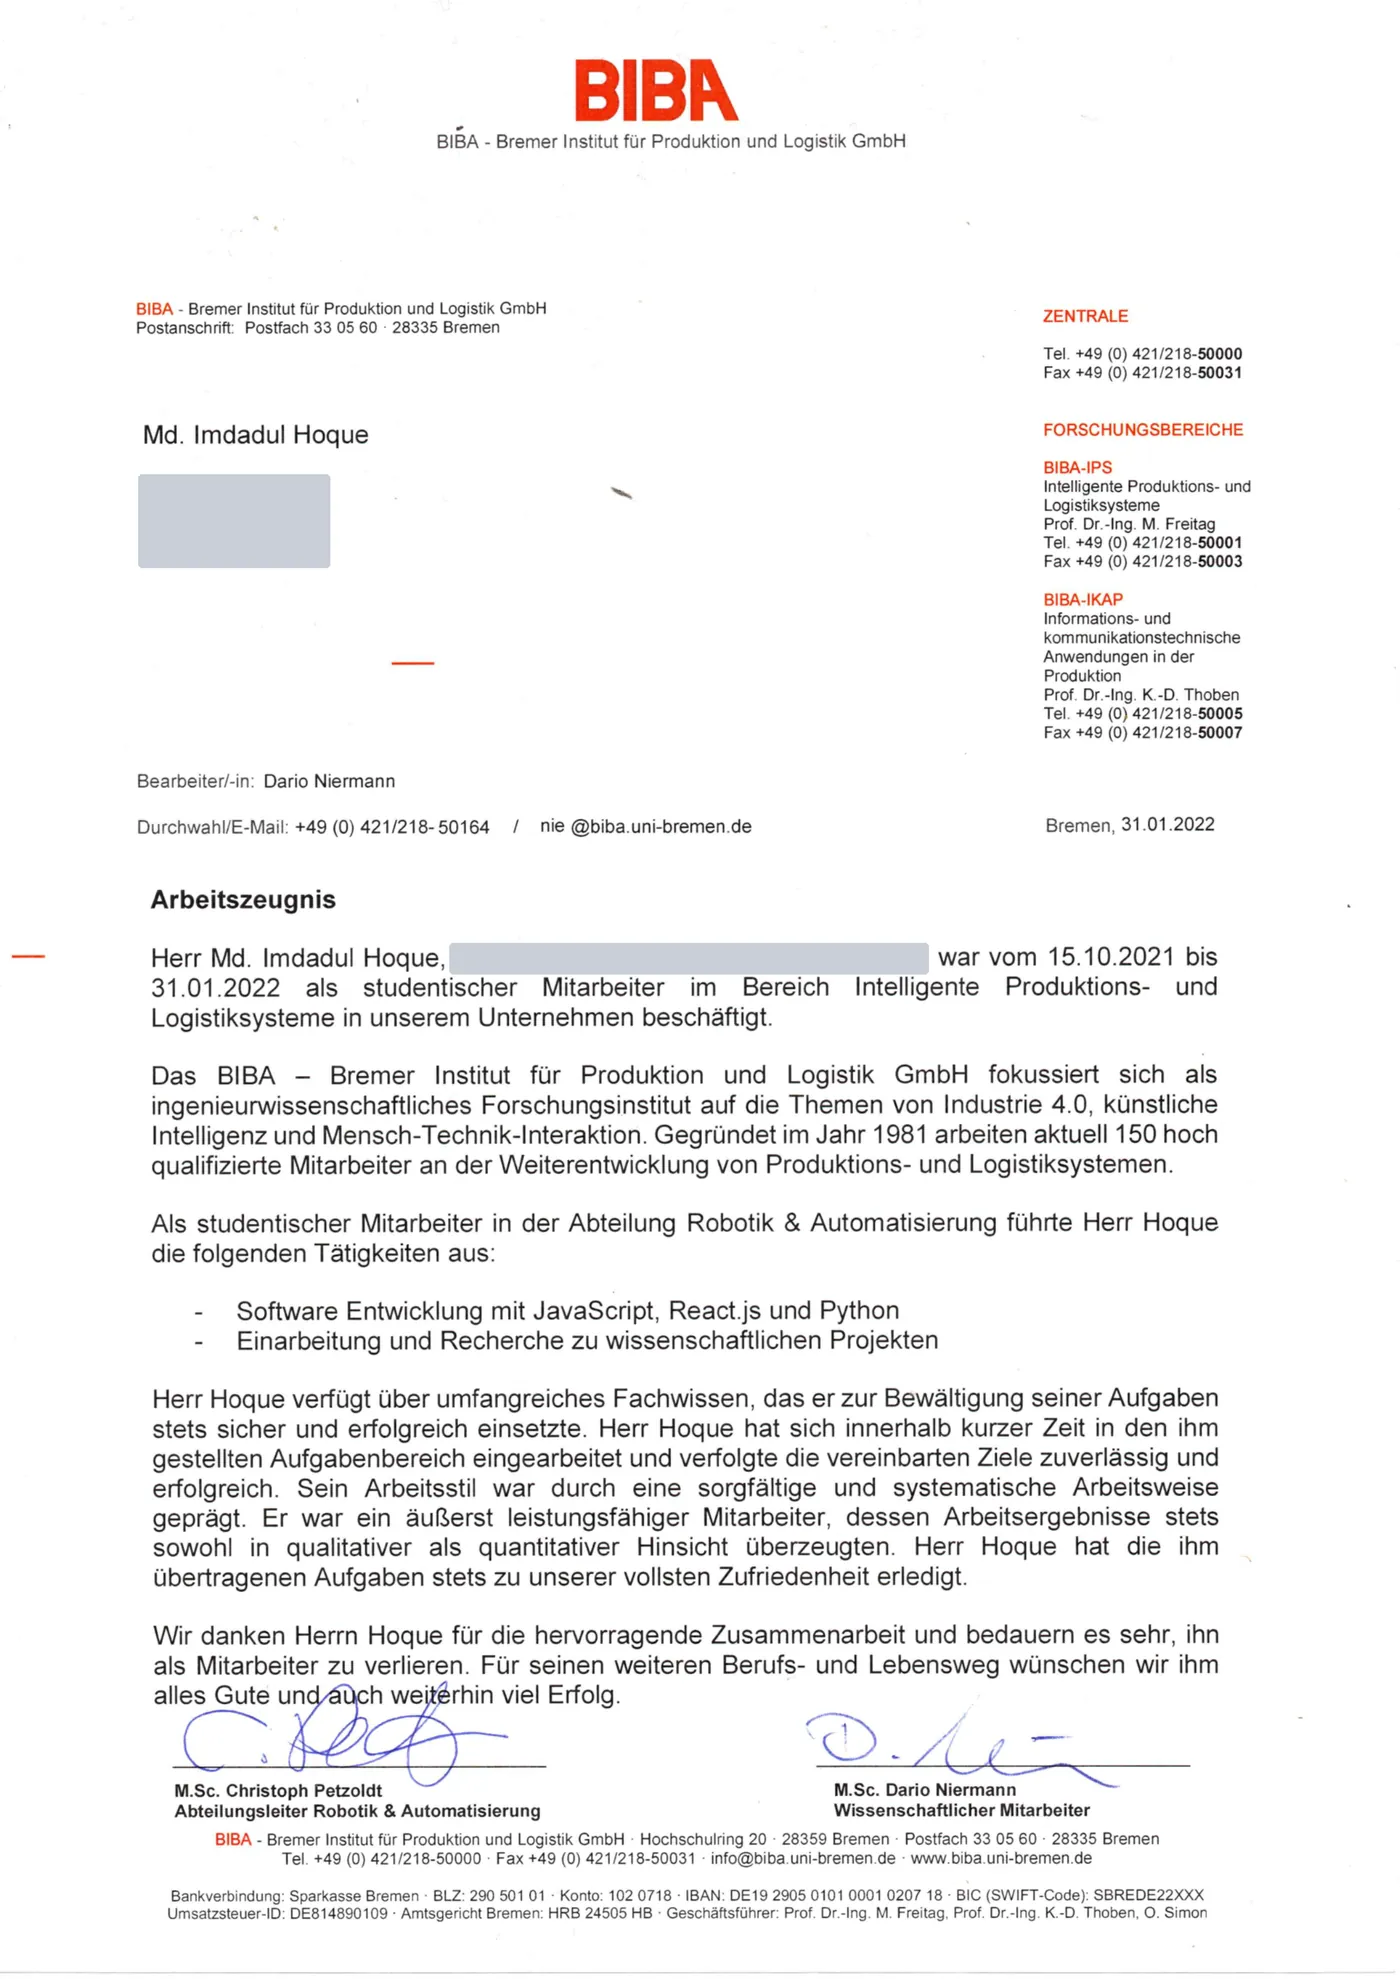 BIBA
BIBA - Bremer Institut für Produktion und Logistik GmbH
BIBA - Bremer Institut für Produktion und Logistik GmbH
Postanschrift: Postfach 33 05 60 · 28335 Bremen
ZENTRALE
Tel. +49 (0) 421/218-50000
Fax +49 (0) 421/218-50031
Md. Imdadul Hoque
FORSCHUNGSBEREICHE
BIBA-IPS
Intelligente Produktions- und
Logistiksysteme
Prof. Dr.-Ing. M. Freitag
Tel. +49 (0) 421/218-50001
Fax +49 (0) 421/218-50003
BIBA-IKAP
Informations- und
kommunikationstechnische
Anwendungen in der
Produktion
Prof. Dr.-Ing. K.-D. Thoben
Tel. +49 (0) 421/218-50005
Fax +49 (0) 421/218-50007
Bearbeiter/-in: Dario Niermann
Durchwahl/E-Mail: +49 (0) 421/218- 50164 / nie @biba.uni-bremen.de
Bremen, 31.01.2022
Arbeitszeugnis
Herr Md. Imdadul Hoque, war vom 15.10.2021 bis
31.01.2022 als studentischer Mitarbeiter im Bereich Intelligente Produktions- und
Logistiksysteme in unserem Unternehmen beschäftigt.
Das BIBA – Bremer Institut für Produktion und Logistik GmbH fokussiert sich als
ingenieurwissenschaftliches Forschungsinstitut auf die Themen von Industrie 4.0, künstliche
Intelligenz und Mensch-Technik-Interaktion. Gegründet im Jahr 1981 arbeiten aktuell 150 hoch
qualifizierte Mitarbeiter an der Weiterentwicklung von Produktions- und Logistiksystemen.
Als studentischer Mitarbeiter in der Abteilung Robotik & Automatisierung führte Herr Hoque
die folgenden Tätigkeiten aus:
- Software Entwicklung mit JavaScript, React.js und Python
- Einarbeitung und Recherche zu wissenschaftlichen Projekten
Herr Hoque verfügt über umfangreiches Fachwissen, das er zur Bewältigung seiner Aufgaben
stets sicher und erfolgreich einsetzte. Herr Hoque hat sich innerhalb kurzer Zeit in den ihm
gestellten Aufgabenbereich eingearbeitet und verfolgte die vereinbarten Ziele zuverlässig und
erfolgreich. Sein Arbeitsstil war durch eine sorgfältige und systematische Arbeitsweise
geprägt. Er war ein äußerst leistungsfähiger Mitarbeiter, dessen Arbeitsergebnisse stets
sowohl in qualitativer als quantitativer Hinsicht überzeugten. Herr Hoque hat die ihm
übertragenen Aufgaben stets zu unserer vollsten Zufriedenheit erledigt.
Wir danken Herrn Hoque für die hervorragende Zusammenarbeit und bedauern es sehr, ihn
als Mitarbeiter zu verlieren. Für seinen weiteren Berufs- und Lebensweg wünschen wir ihm
alles Gute und auch weiterhin viel Erfolg.
M.Sc. Christoph Petzoldt
Abteilungsleiter Robotik & Automatisierung
M.Sc. Dario Niermann
Wissenschaftlicher Mitarbeiter
BIBA - Bremer Institut für Produktion und Logistik GmbH · Hochschulring 20 · 28359 Bremen · Postfach 33 05 60 · 28335 Bremen
Tel. +49 (0) 421/218-50000 · Fax +49 (0) 421/218-50031 · info@biba.uni-bremen.de · www.biba.uni-bremen.de
Bankverbindung: Sparkasse Bremen · BLZ: 290 501 01 · Konto: 102 0718 · IBAN: DE19 2905 0101 0001 0207 18 · BIC (SWIFT-Code): SBREDE22XXX
Umsatzsteuer-ID: DE814890109 · Amtsgericht Bremen: HRB 24505 HB · Geschäftsführer: Prof. Dr.-Ing. M. Freitag, Prof. Dr.-Ing. K.-D. Thoben, O. Simon